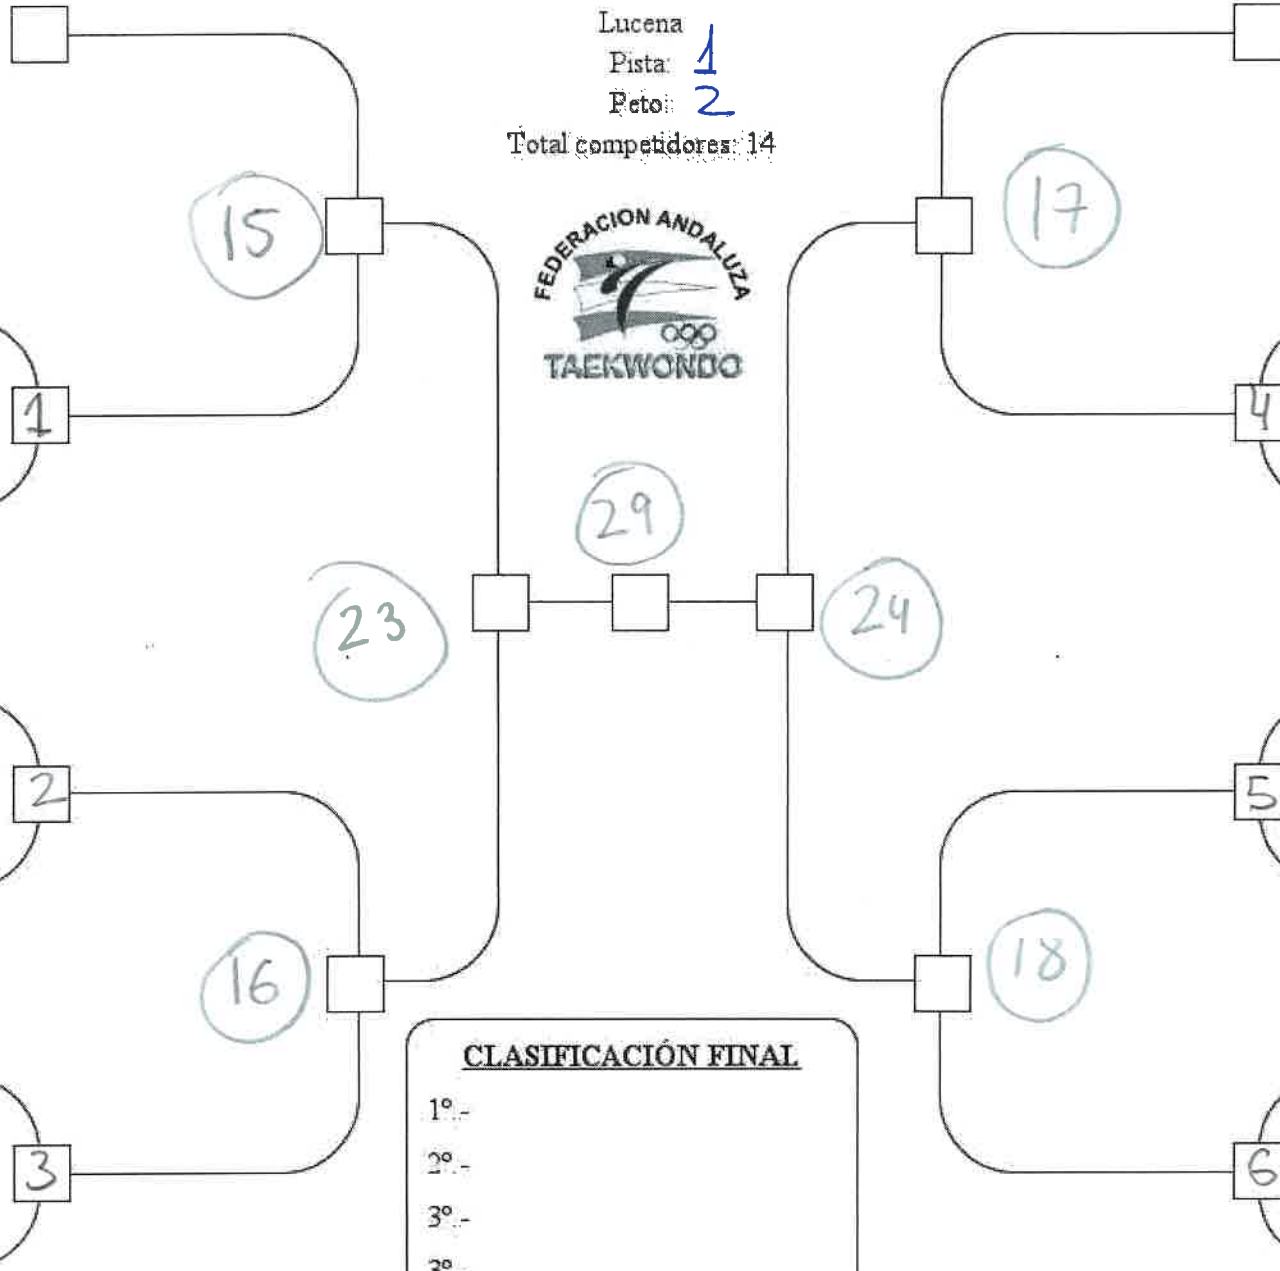 Lucena
Pista: 1
Peto: 2
Total competidores: 14
15
17
FEDERACION ANDALUZA
TAEKWONDO
1
4
29
23
24
2
5
16
18
CLASIFICACIÓN FINAL
1º.-
2º.-
3º.-
3º
3
6